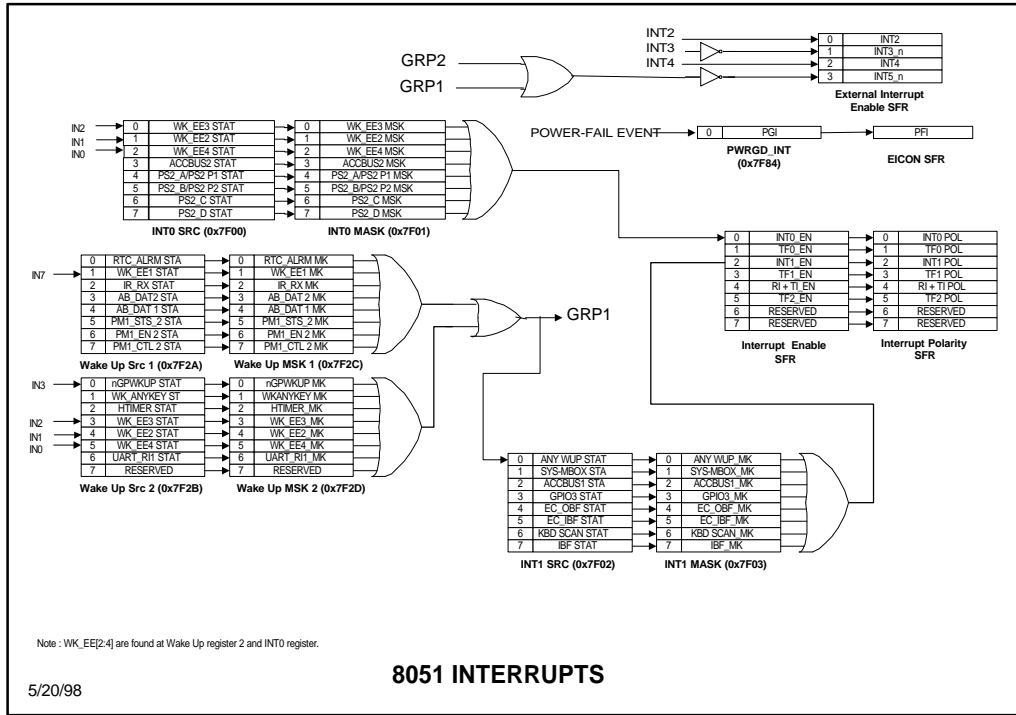 INT2
INT3
INT4
GRP2
GRP1
0 INT2
1 INT3_n
2 INT4
3 INT5_n
External Interrupt
Enable SFR
POWER-FAIL EVENT
0 PGI
PWRGD_INT
(0x7F84)
PFI
EICON SFR
IN2
IN1
IN0
0 WK_EE3 STAT
1 WK_EE2 STAT
2 WK_EE4 STAT
3 ACCBUS2 STAT
4 PS2_A/PS2 P1 STAT
5 PS2_B/PS2 P2 STAT
6 PS2_C STAT
7 PS2_D STAT
INT0 SRC (0x7F00)
0 WK_EE3 MSK
1 WK_EE2 MSK
2 WK_EE4 MSK
3 ACCBUS2 MSK
4 PS2_A/PS2 P1 MSK
5 PS2_B/PS2 P2 MSK
6 PS2_C MSK
7 PS2_D MSK
INT0 MASK (0x7F01)
0 INT0_EN
1 TF0_EN
2 INT1_EN
3 TF1_EN
4 RI + TI_EN
5 TF2_EN
6 RESERVED
7 RESERVED
Interrupt Enable
SFR
0 INT0 POL
1 TF0 POL
2 INT1 POL
3 TF1 POL
4 RI + TI POL
5 TF2 POL
6 RESERVED
7 RESERVED
Interrupt Polarity
SFR
IN7
0 RTC_ALRM STA
1 WK_EE1 STAT
2 IR_RX STAT
3 AB_DAT2 STA
4 AB_DAT 1 STA
5 PM1_STS_2 STA
6 PM1_EN 2 STA
7 PM1_CTL 2 STA
Wake Up Src 1 (0x7F2A)
0 RTC_ALRM MK
1 WK_EE1 MK
2 IR_RX MK
3 AB_DAT 2 MK
4 AB_DAT 1 MK
5 PM1_STS_2 MK
6 PM1_EN 2 MK
7 PM1_CTL 2 MK
Wake Up MSK 1 (0x7F2C)
GRP1
IN3
IN2
IN1
IN0
0 nGPWKUP STAT
1 WK_ANYKEY ST
2 HTIMER STAT
3 WK_EE3 STAT
4 WK_EE2 STAT
5 WK_EE4 STAT
6 UART_RI1 STAT
7 RESERVED
Wake Up Src 2 (0x7F2B)
0 nGPWKUP MK
1 WKANYKEY MK
2 HTIMER_MK
3 WK_EE3_MK
4 WK_EE2_MK
5 WK_EE4_MK
6 UART_RI1_MK
7 RESERVED
Wake Up MSK 2 (0x7F2D)
0 ANY WUP STAT
1 SYS-MBOX STA
2 ACCBUS1 STA
3 GPIO3 STAT
4 EC_OBF STAT
5 EC_IBF STAT
6 KBD SCAN STAT
7 IBF STAT
INT1 SRC (0x7F02)
0 ANY WUP_MK
1 SYS-MBOX_MK
2 ACCBUS1_MK
3 GPIO3_MK
4 EC_OBF_MK
5 EC_IBF_MK
6 KBD SCAN_MK
7 IBF_MK
INT1 MASK (0x7F03)
Note : WK_EE[2:4] are found at Wake Up register 2 and INT0 register.
8051 INTERRUPTS
5/20/98